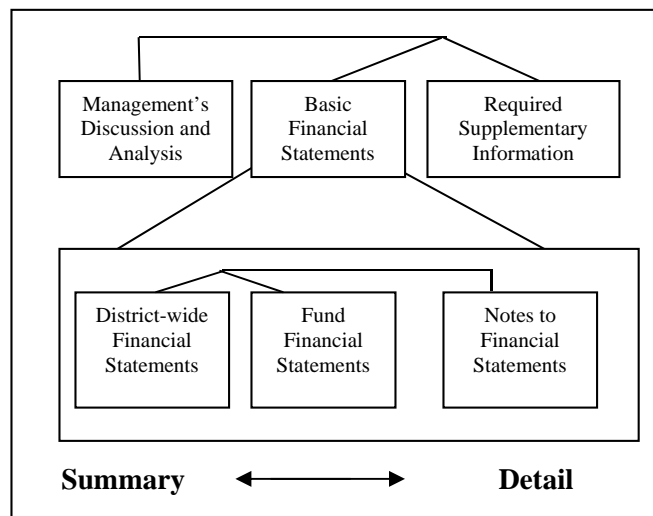 Management’s
Discussion and
Analysis
Basic
Financial
Statements
Required
Supplementary
Information
District-wide
Financial
Statements
Fund
Financial
Statements
Notes to
Financial
Statements
Summary
Detail